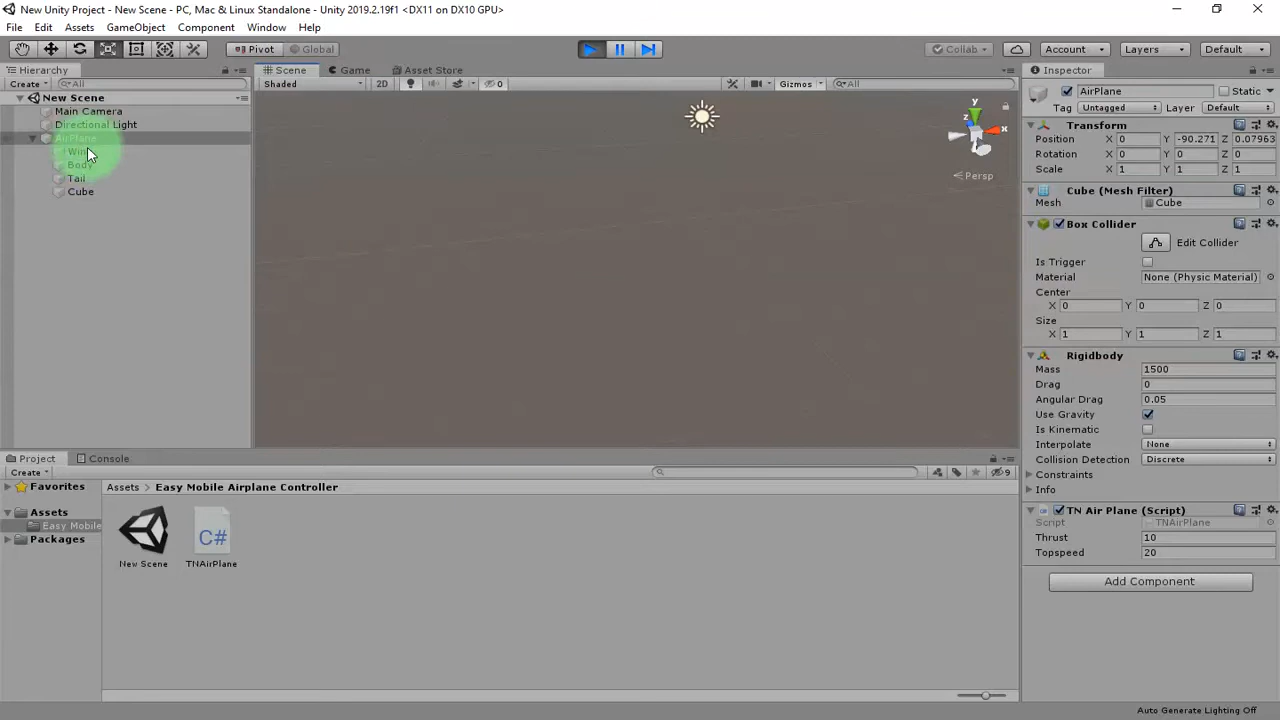 New Unity Project - New Scene - PC, Mac & Linux Standalone - Unity 2019.2.19f1 <DX11 on DX10 GPU>
File Edit Assets GameObject Component Window Help
Pivot Global Collab Account Layers Default
Hierarchy Scene Game Asset Store Inspector
Create All Shaded 2D 0 Gizmos All
New Scene
Main Camera
Directional Light
AirPlane
Body
Tail
Cube
y
x
z
Persp
AirPlane Static
Tag Untagged Layer Default
Transform
Position X 0 Y -90.271 Z 0.07963
Rotation X 0 Y 0 Z 0
Scale X 1 Y 1 Z 1
Cube (Mesh Filter)
Mesh Cube
Box Collider
Edit Collider
Is Trigger
Material None (Physic Material)
Center
X 0 Y 0 Z 0
Size
X 1 Y 1 Z 1
Rigidbody
Mass 1500
Drag 0
Angular Drag 0.05
Use Gravity
Is Kinematic
Interpolate None
Collision Detection Discrete
Constraints
Info
TN Air Plane (Script)
Script TNAirPlane
Thrust 10
Topspeed 20
Add Component
Project Console
Create 9
Favorites
Assets
Easy Mobile
Packages
Assets > Easy Mobile Airplane Controller
C#
New Scene TNAirPlane
Auto Generate Lighting Off